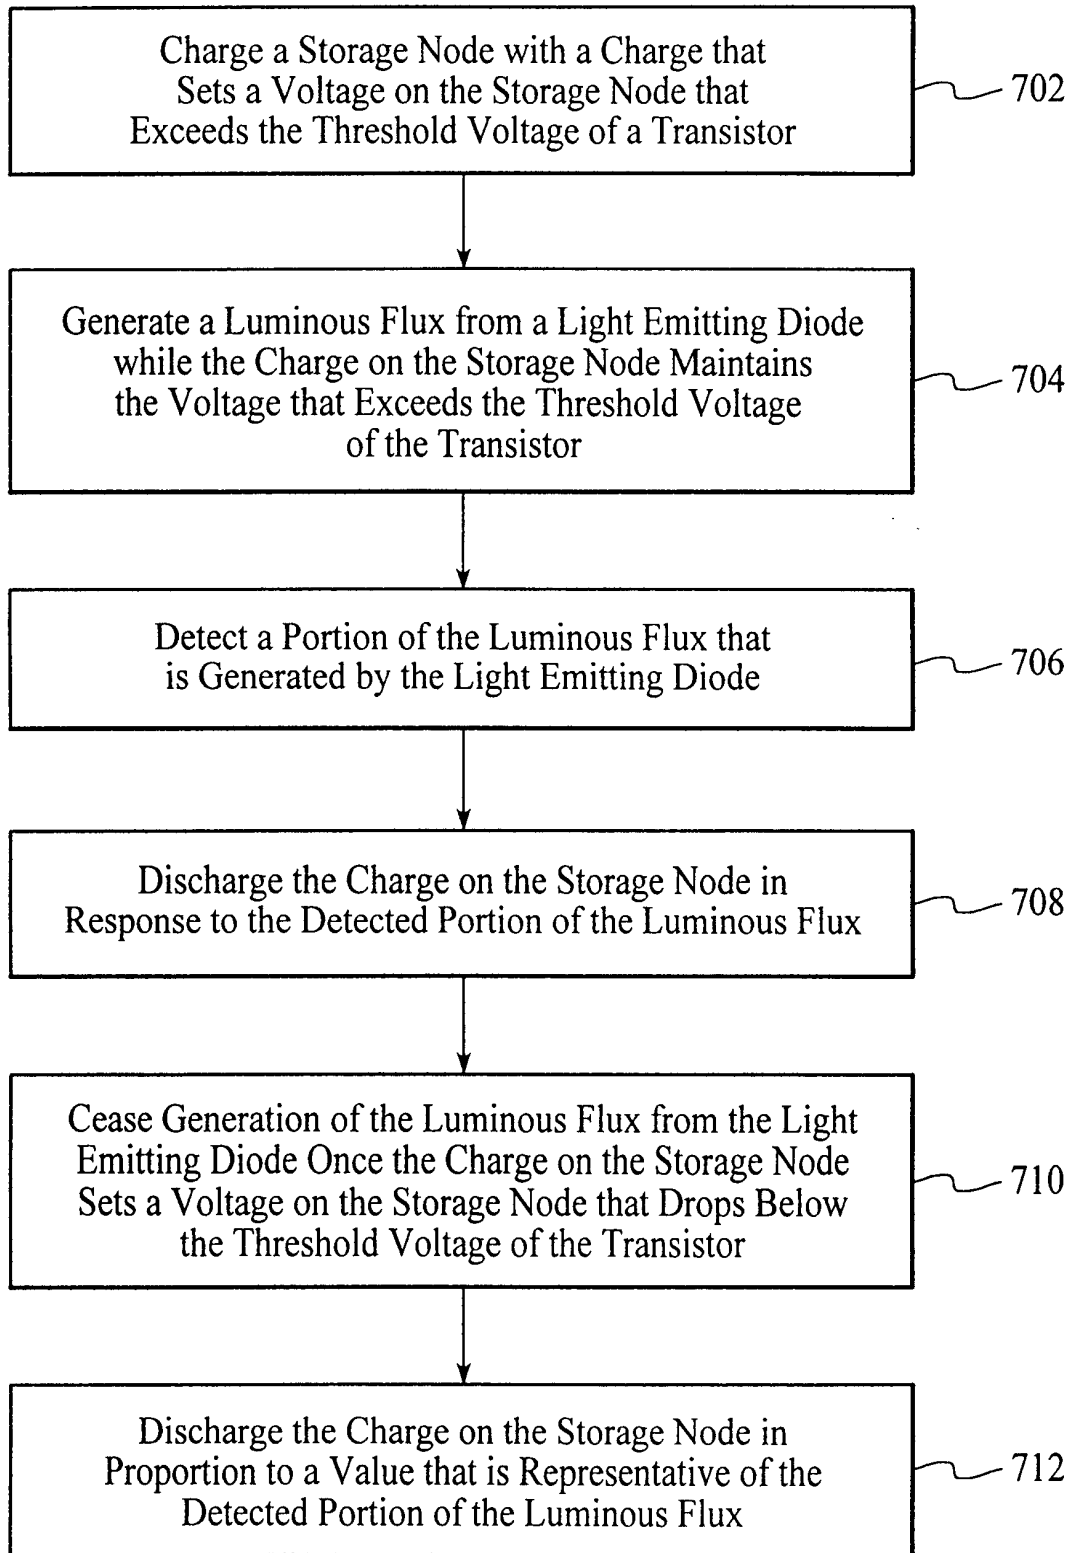 Charge a Storage Node with a Charge that
Sets a Voltage on the Storage Node that
Exceeds the Threshold Voltage of a Transistor
702
Generate a Luminous Flux from a Light Emitting Diode
while the Charge on the Storage Node Maintains
the Voltage that Exceeds the Threshold Voltage
of the Transistor
704
Detect a Portion of the Luminous Flux that
is Generated by the Light Emitting Diode
706
Discharge the Charge on the Storage Node in
Response to the Detected Portion of the Luminous Flux
708
Cease Generation of the Luminous Flux from the Light
Emitting Diode Once the Charge on the Storage Node
Sets a Voltage on the Storage Node that Drops Below
the Threshold Voltage of the Transistor
710
Discharge the Charge on the Storage Node in
Proportion to a Value that is Representative of the
Detected Portion of the Luminous Flux
712